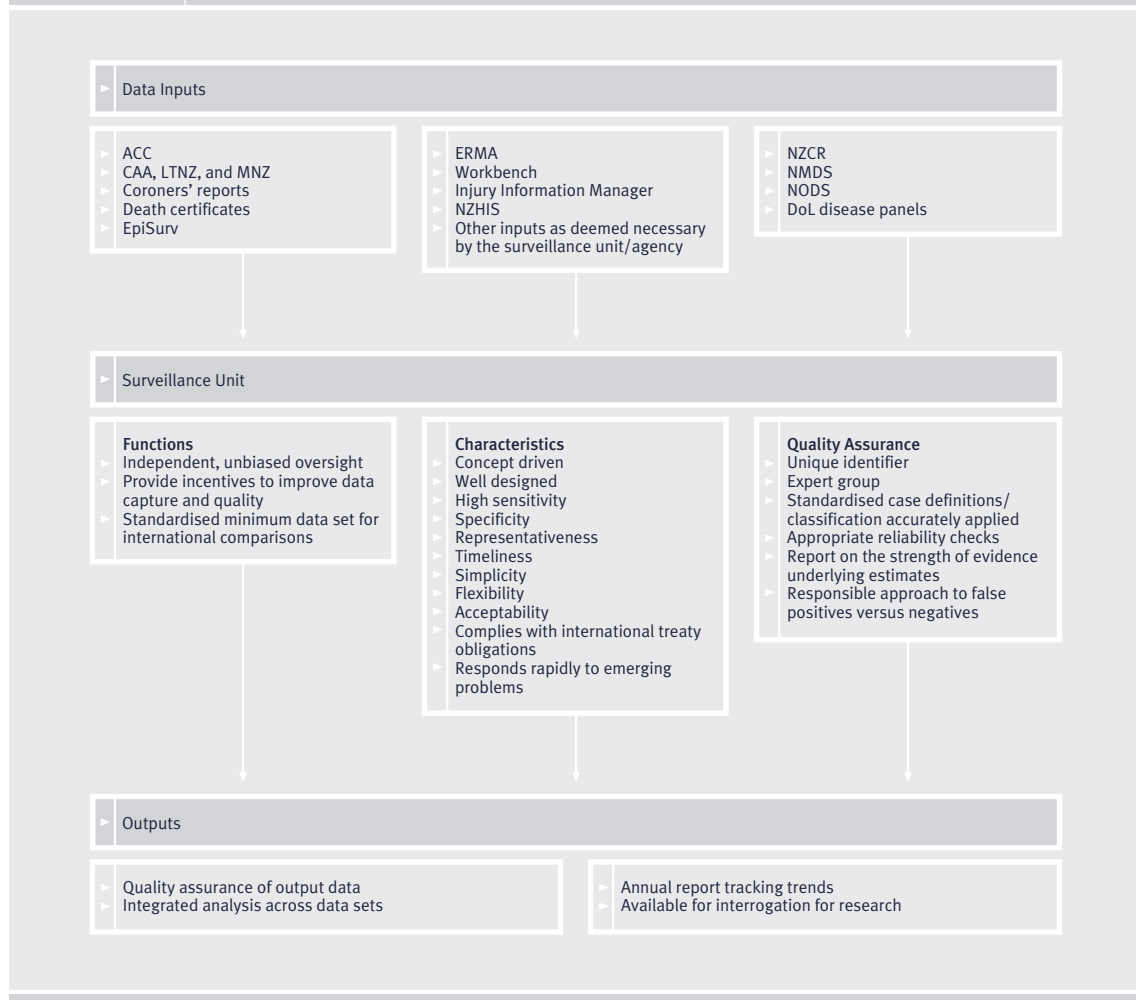 Data Inputs
ACC
CAA, LTNZ, and MNZ
Coroners' reports
Death certificates
EpiSurv
ERMA
Workbench
Injury Information Manager
NZHIS
Other inputs as deemed necessary
by the surveillance unit/agency
NZCR
NMDS
NODS
DoL disease panels
Surveillance Unit
Functions
Independent, unbiased oversight
Provide incentives to improve data
capture and quality
Standardised minimum data set for
international comparisons
Characteristics
Concept driven
Well designed
High sensitivity
Specificity
Representativeness
Timeliness
Simplicity
Flexibility
Acceptability
Complies with international treaty
obligations
Responds rapidly to emerging
problems
Quality Assurance
Unique identifier
Expert group
Standardised case definitions/
classification accurately applied
Appropriate reliability checks
Report on the strength of evidence
underlying estimates
Responsible approach to false
positives versus negatives
Outputs
Quality assurance of output data
Integrated analysis across data sets
Annual report tracking trends
Available for interrogation for research